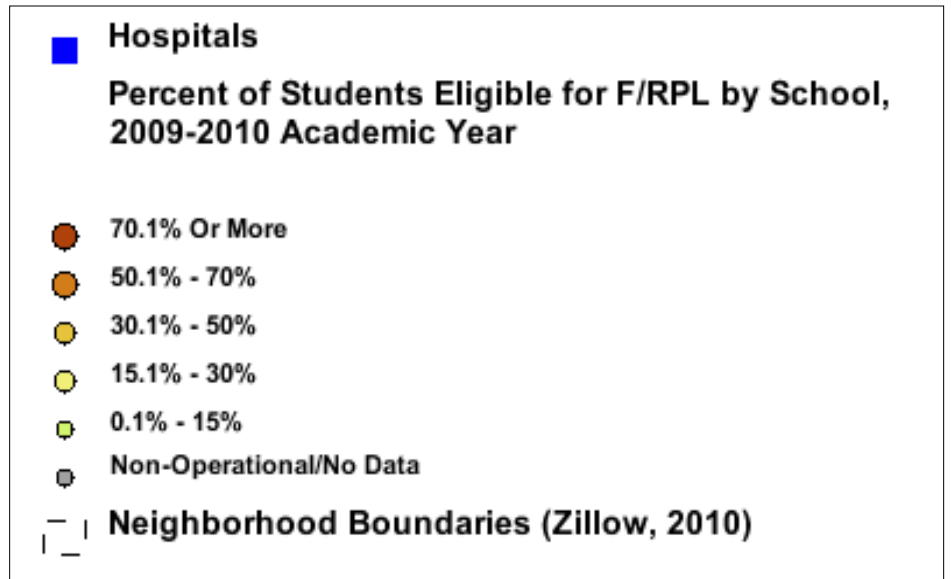 Hospitals
Percent of Students Eligible for F/RPL by School,
2009-2010 Academic Year
70.1% Or More
50.1% - 70%
30.1% - 50%
15.1% - 30%
0.1% - 15%
Non-Operational/No Data
Neighborhood Boundaries (Zillow, 2010)